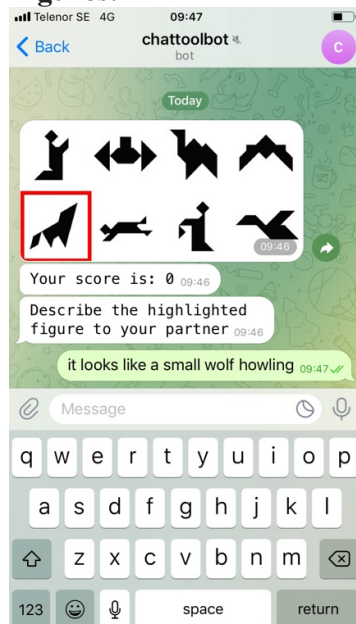 Telenor SE 4G 09:47
Back
chattoolbot
bot
C
Today
09:46
Your score is: 0 09:46
Describe the highlighted
figure to your partner 09:46
it looks like a small wolf howling 09:47
Message
q w e r t y u i o p
a s d f g h j k l
z x c v b n m
123 space return